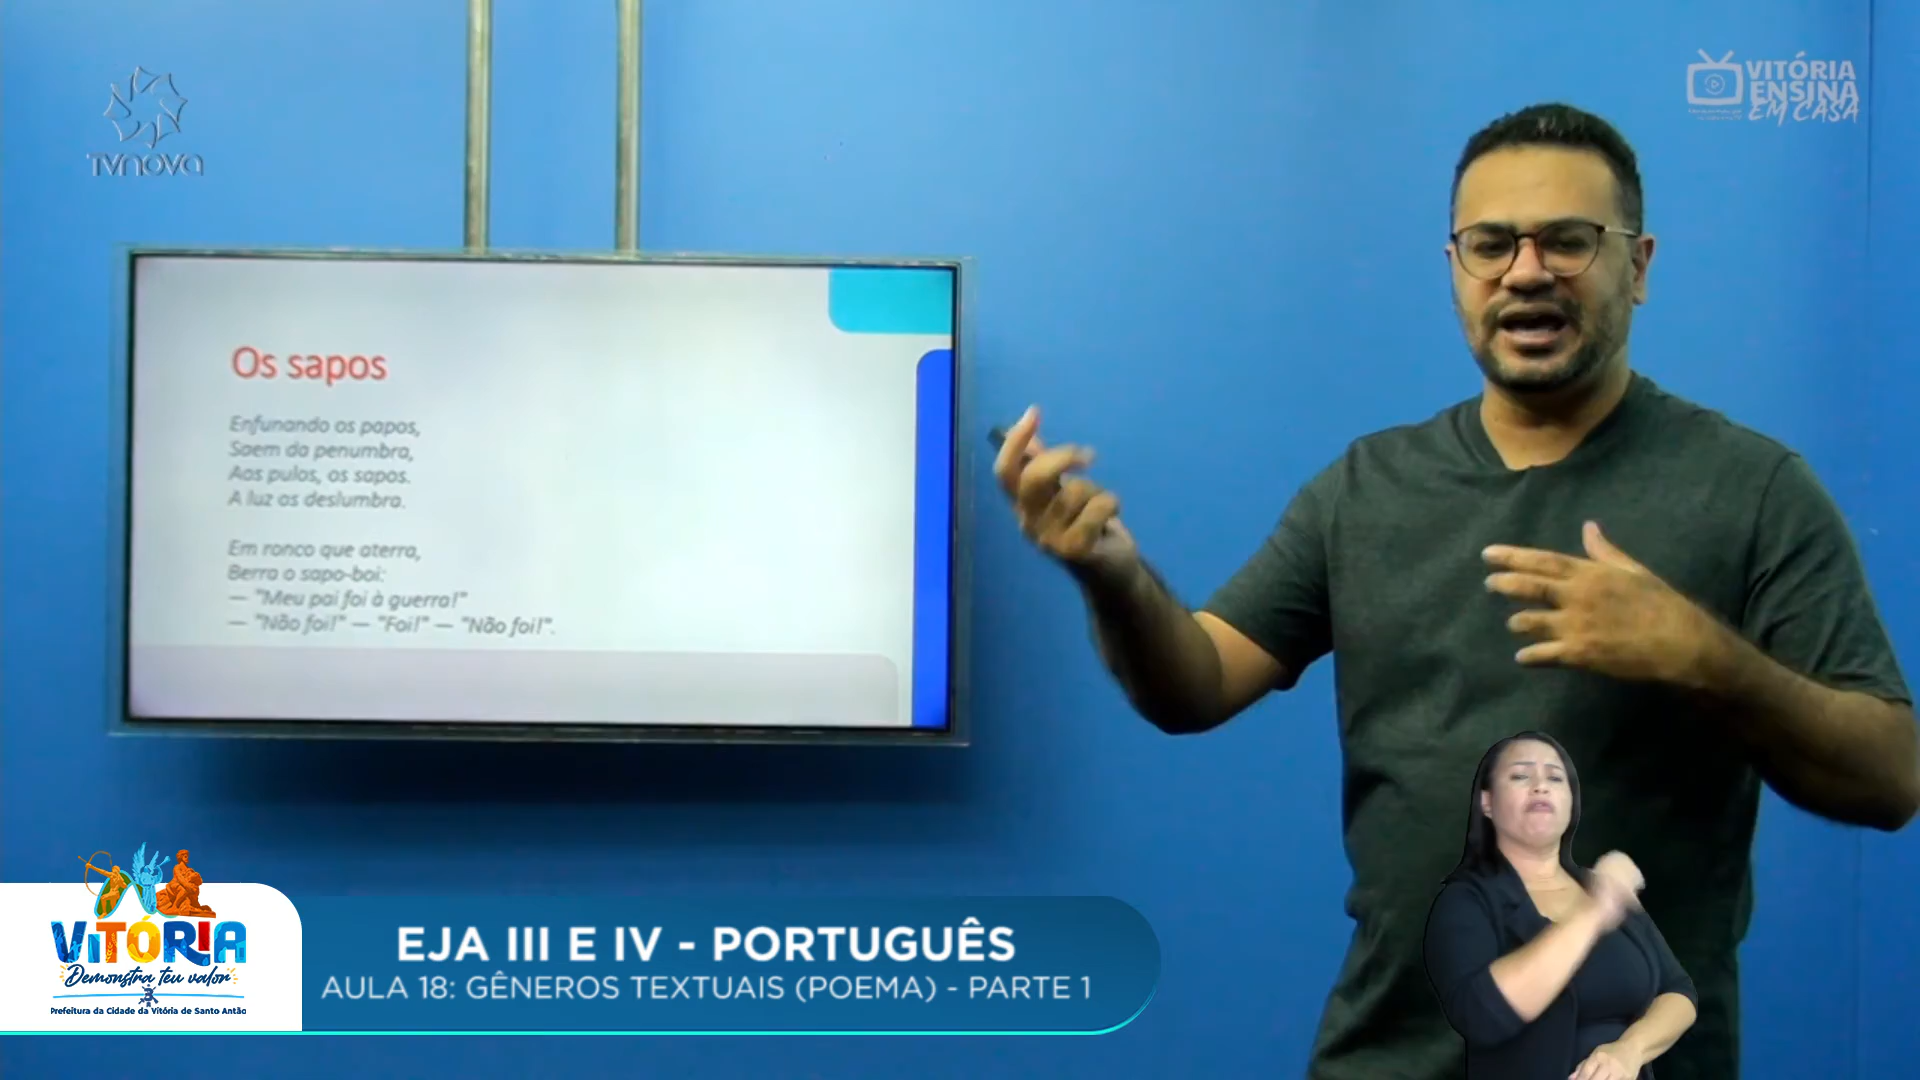 TVNOVA
VITÓRIA
ENSINA
EM CASA
Os sapos
Enfunando os papos,
Saem da penumbra,
Aos pulos, os sapos.
A luz os deslumbra.
Em ronco que aterra,
Berra o sapo-boi:
— "Meu pai foi à guerra!"
— "Não foi!" — "Foi!" — "Não foi!".
VITÓRIA
Demonstra teu valor
Prefeitura da Cidade da Vitória de Santo Antão
EJA III E IV - PORTUGUÊS
AULA 18: GÊNEROS TEXTUAIS (POEMA) - PARTE 1